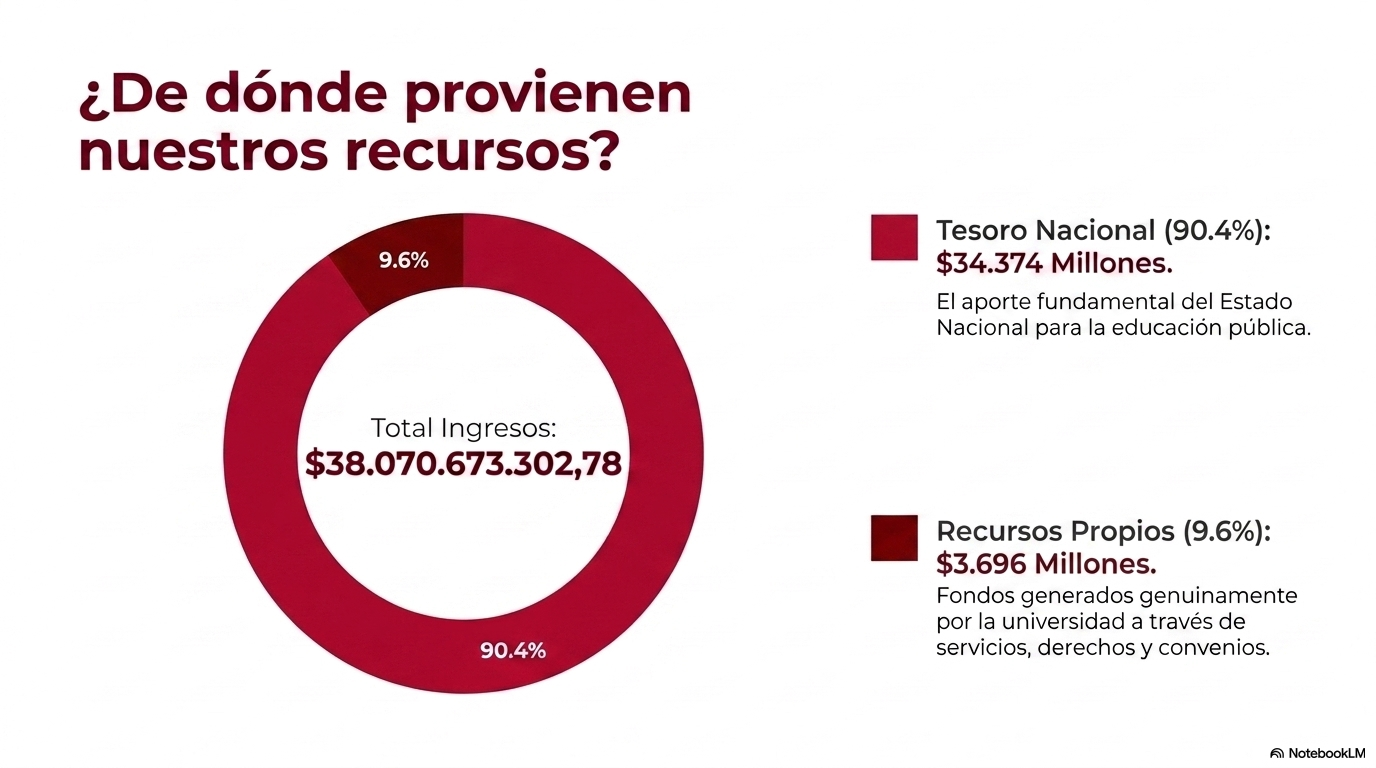 ¿De dónde provienen
nuestros recursos?
9.6%
Total Ingresos:
$38.070.673.302,78
90.4%
Tesoro Nacional (90.4%):
$34.374 Millones.
El aporte fundamental del Estado
Nacional para la educación pública.
Recursos Propios (9.6%):
$3.696 Millones.
Fondos generados genuinamente
por la universidad a través de
servicios, derechos y convenios.
NotebookLM